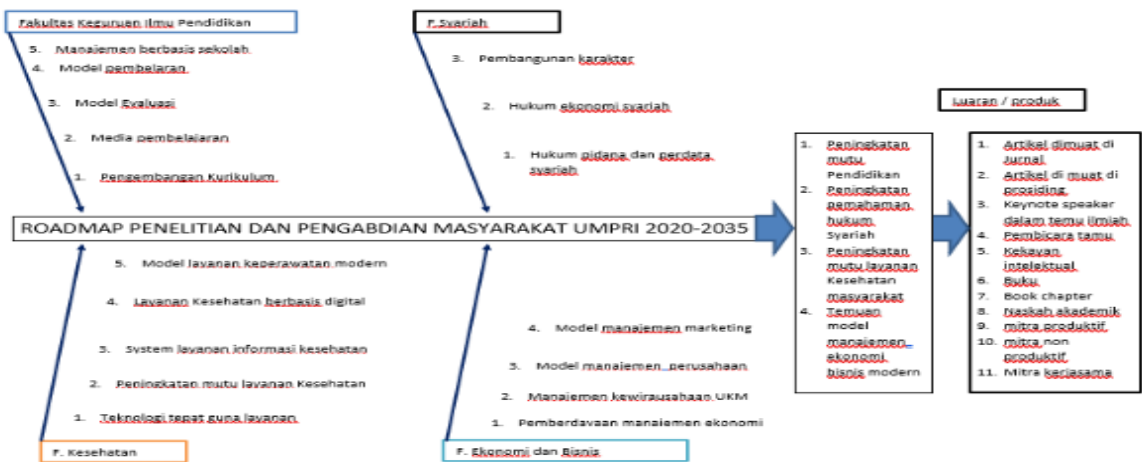 Fakultas Keguruan Ilmu Pendidikan
5. Manajemen berbasis sekolah
4. Model pembelaran
3. Model Evaluasi
2. Media pembelajaran
1. Pengembangan Kurikulum
F.Syariah
3. Pembangunan karakter
2. Hukum ekonomi syariah
1. Hukum pidana dan perdata
syariah
ROADMAP PENELITIAN DAN PENGABDIAN MASYARAKAT UMPRI 2020-2035
5. Model layanan keperawatan modern
4. Layanan Kesehatan berbasis digital
3. System layanan informasi kesehatan
2. Peningkatan mutu layanan Kesehatan
1. Teknologi tepat guna layanan
F. Kesehatan
4. Model manajemen marketing
3. Model manajemen perusahaan
2. Manajemen kewirausahaan UKM
1. Pemberdayaan manajemen ekonomi
F. Ekonomi dan Bisnis
1. Peningkatan
mutu
Pendidikan
2. Peningkatan
pemahaman
hukum
Syariah
3. Peningkatan
mutu layanan
Kesehatan
masyarakat
4. Temuan
model
manajemen
ekonomi
bisnis modern
Luaran / produk
1. Artikel dimuat di
Jurnal
2. Artikel di muat di
prosiding
3. Keynote speaker
dalam temu ilmiah
4. Pembicara tamu
5. Kekayan
intelektual
6. Buku
7. Book chapter
8. Naskah akademik
9. mitra produktif
10. mitra non
produktif
11. Mitra kerjasama